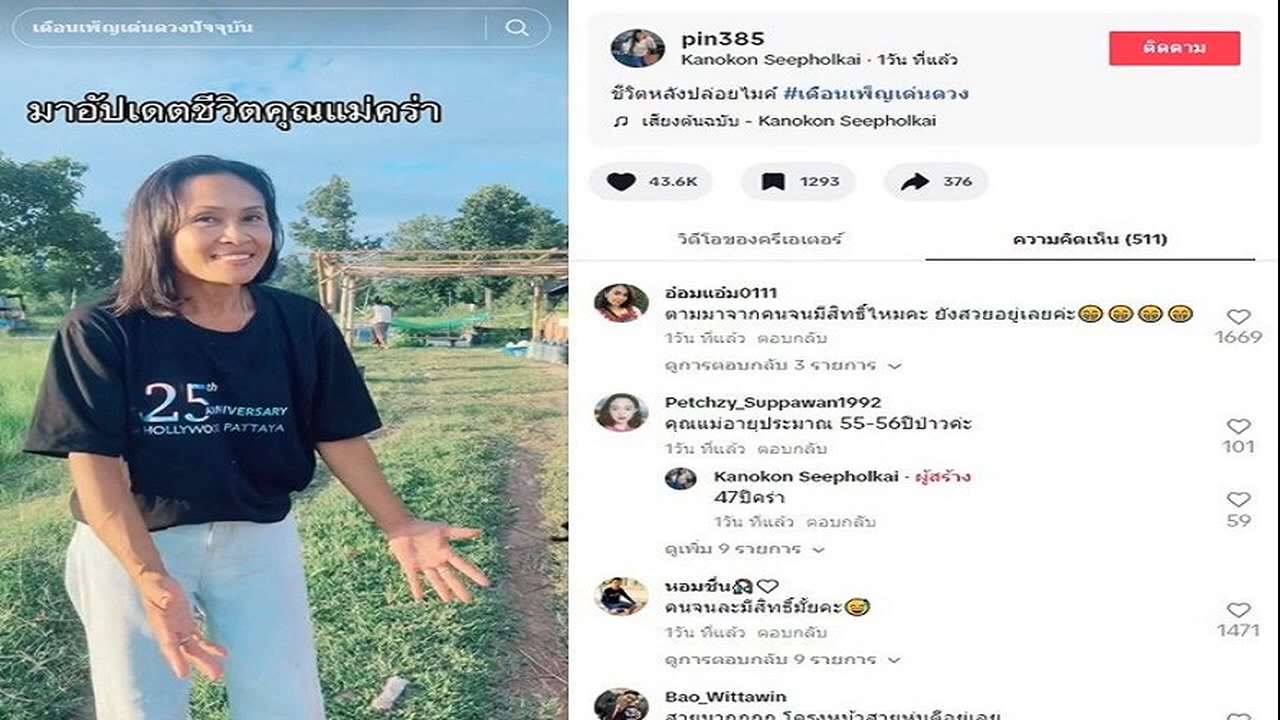 เดือนเพ็ญเด่นดวงปัจจุบัน
มาอัปเดตชีวิตคุณแม่คร่า
25th
ANNIVERSARY
HOLLYWOOD PATTAYA
pin385
Kanokon Seepholkai · 1วัน ที่แล้ว
ติดตาม
ชีวิตหลังปล่อยไมค์ #เดือนเพ็ญเด่นดวง
เสียงต้นฉบับ - Kanokon Seepholkai
43.6K
1293
376
วิดีโอของครีเอเตอร์
ความคิดเห็น (511)
อ๋อมแอ๋ม0111
ตามมาจากคนจนมีสิทธิ์ไหมคะ ยังสวยอยู่เลยค่ะ😁😁😁😁
1วัน ที่แล้ว ตอบกลับ
1669
ดูการตอบกลับ 3 รายการ
Petchzy_Suppawan1992
คุณแม่อายุประมาณ 55-56ปีป่าวค่ะ
1วัน ที่แล้ว ตอบกลับ
101
Kanokon Seepholkai · ผู้สร้าง
47ปีคร่า
1วัน ที่แล้ว ตอบกลับ
59
ดูเพิ่ม 9 รายการ
หอมชื่น
คนจนละมีสิทธิ์มั้ยคะ😅
1วัน ที่แล้ว ตอบกลับ
1471
ดูการตอบกลับ 9 รายการ
Bao_Wittawin